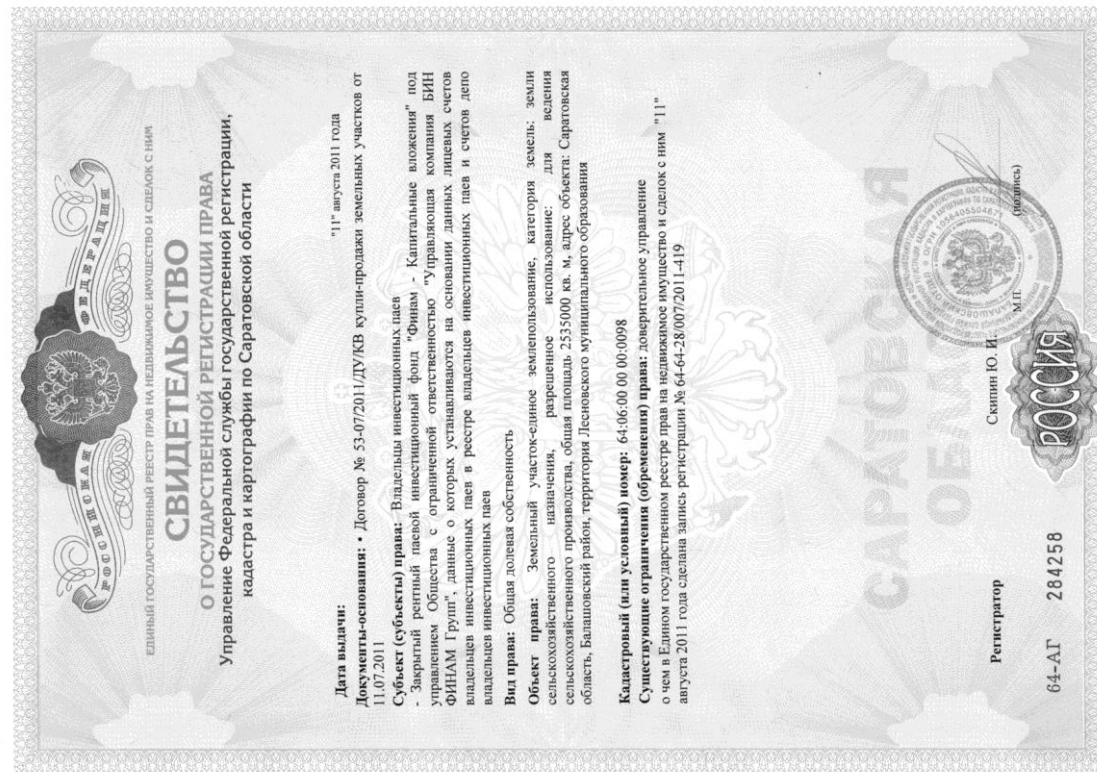 РОССИЙСКАЯ ФЕДЕРАЦИЯ
ЕДИНЫЙ ГОСУДАРСТВЕННЫЙ РЕЕСТР ПРАВ НА НЕДВИЖИМОЕ ИМУЩЕСТВО И СДЕЛОК С НИМ
СВИДЕТЕЛЬСТВО
О ГОСУДАРСТВЕННОЙ РЕГИСТРАЦИИ ПРАВА
Управление Федеральной службы государственной регистрации,
кадастра и картографии по Саратовской области
Дата выдачи: "11" августа 2011 года
Документы-основания: • Договор № 53-07/2011/ДУ/КВ купли-продажи земельных участков от
11.07.2011
Субъект (субъекты) права: Владельцы инвестиционных паев
- Закрытый рентный паевой инвестиционный фонд "Финам - Капитальные вложения" под
управлением Общества с ограниченной ответственностью "Управляющая компания БИН
ФИНАМ Групп", данные о которых устанавливаются на основании данных лицевых счетов
владельцев инвестиционных паев в реестре владельцев инвестиционных паев и счетов депо
владельцев инвестиционных паев
Вид права: Общая долевая собственность
Объект права: Земельный участок-единое землепользование, категория земель: земли
сельскохозяйственного назначения, разрешенное использование: для ведения
сельскохозяйственного производства, общая площадь 2535000 кв. м, адрес объекта: Саратовская
область, Балашовский район, территория Лесновского муниципального образования
Кадастровый (или условный) номер: 64:06:00 00 00:0098
Существующие ограничения (обременения) права: доверительное управление
о чем в Едином государственном реестре прав на недвижимое имущество и сделок с ним "11"
августа 2011 года сделана запись регистрации № 64-64-28/007/2011-419
САРАТОВСКАЯ
ОБЛАСТЬ
Регистратор Скипин Ю. И.
М.П. (подпись)
ОГРН 1056405504671
64-АГ 284258
РОССИЯ